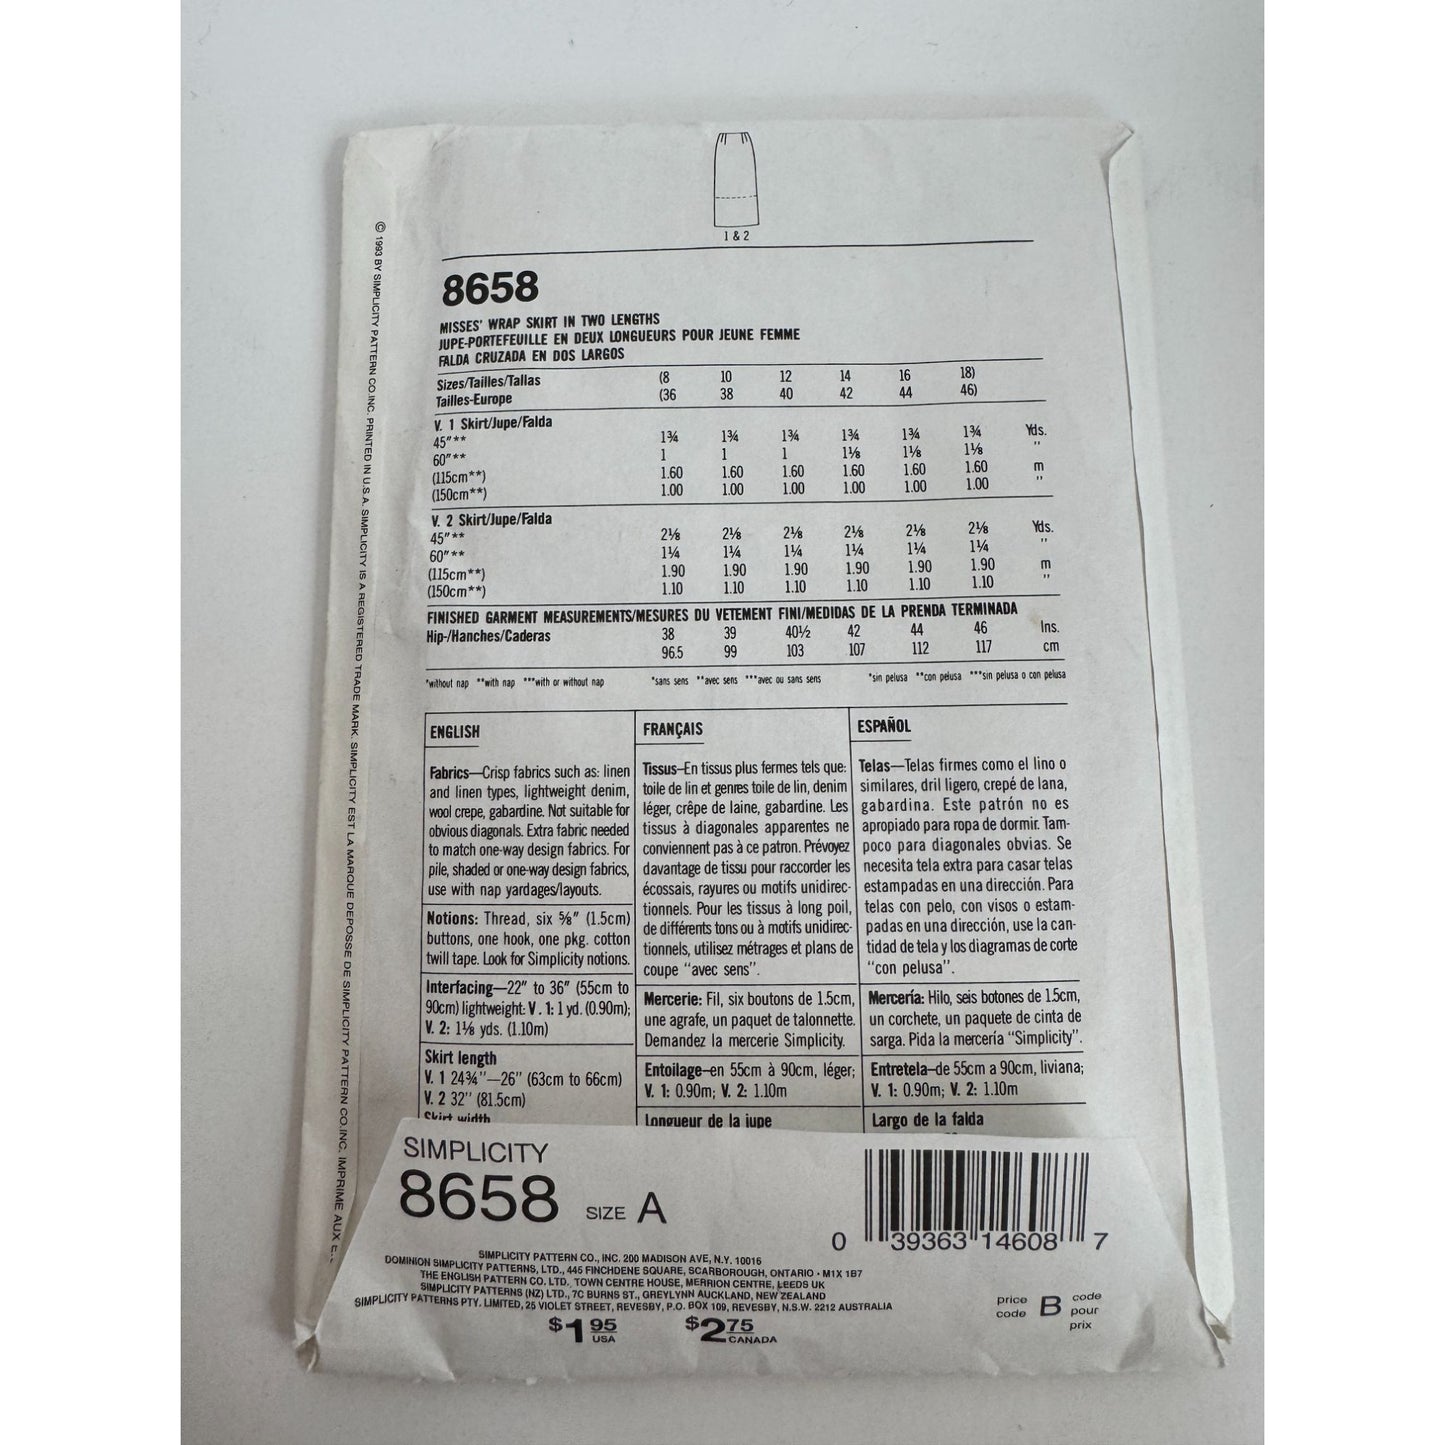 1 & 2
8658
MISSES' WRAP SKIRT IN TWO LENGTHS
JUPE-PORTEFEUILLE EN DEUX LONGUEURS POUR JEUNE FEMME
FALDA CRUZADA EN DOS LARGOS
Sizes/Tailles/Tallas (8 10 12 14 16 18)
Tailles-Europe (36 38 40 42 44 46)
V. 1 Skirt/Jupe/Falda
45"** 1¾ 1¾ 1¾ 1¾ 1¾ 1¾ Yds.
60"** 1 1 1 1⅛ 1⅛ 1⅛ "
(115cm**) 1.60 1.60 1.60 1.60 1.60 1.60 m
(150cm**) 1.00 1.00 1.00 1.00 1.00 1.00 "
V. 2 Skirt/Jupe/Falda
45"** 2⅛ 2⅛ 2⅛ 2⅛ 2⅛ 2⅛ Yds.
60"** 1¼ 1¼ 1¼ 1¼ 1¼ 1¼ "
(115cm**) 1.90 1.90 1.90 1.90 1.90 1.90 m
(150cm**) 1.10 1.10 1.10 1.10 1.10 1.10 "
FINISHED GARMENT MEASUREMENTS/MESURES DU VETEMENT FINI/MEDIDAS DE LA PRENDA TERMINADA
Hip-/Hanches/Caderas 38 39 40½ 42 44 46 Ins.
96.5 99 103 107 112 117 cm
*without nap **with nap ***with or without nap *sans sens **avec sens ***avec ou sans sens *sin pelusa **con pelusa ***sin pelusa o con pelusa
ENGLISH
Fabrics—Crisp fabrics such as: linen
and linen types, lightweight denim,
wool crepe, gabardine. Not suitable for
obvious diagonals. Extra fabric needed
to match one-way design fabrics. For
pile, shaded or one-way design fabrics,
use with nap yardages/layouts.
Notions: Thread, six ⅝" (1.5cm)
buttons, one hook, one pkg. cotton
twill tape. Look for Simplicity notions.
Interfacing—22" to 36" (55cm to
90cm) lightweight: V. 1: 1 yd. (0.90m);
V. 2: 1⅛ yds. (1.10m)
Skirt length
V. 1 24¾"—26" (63cm to 66cm)
V. 2 32" (81.5cm)
Skirt width
FRANÇAIS
Tissus—En tissus plus fermes tels que:
toile de lin et genres toile de lin, denim
léger, crêpe de laine, gabardine. Les
tissus à diagonales apparentes ne
conviennent pas à ce patron. Prévoyez
davantage de tissu pour raccorder les
écossais, rayures ou motifs unidirec-
tionnels. Pour les tissus à long poil,
de différents tons ou à motifs unidirec-
tionnels, utilisez métrages et plans de
coupe "avec sens".
Mercerie: Fil, six boutons de 1.5cm,
une agrafe, un paquet de talonnette.
Demandez la mercerie Simplicity.
Entoilage—en 55cm à 90cm, léger;
V. 1: 0.90m; V. 2: 1.10m
Longueur de la jupe
ESPAÑOL
Telas—Telas firmes como el lino o
similares, dril ligero, crepé de lana,
gabardina. Este patrón no es
apropiado para ropa de dormir. Tam-
poco para diagonales obvias. Se
necesita tela extra para casar telas
estampadas en una dirección. Para
telas con pelo, con visos o estam-
padas en una dirección, use la can-
tidad de tela y los diagramas de corte
"con pelusa".
Mercería: Hilo, seis botones de 1.5cm,
un corchete, un paquete de cinta de
sarga. Pida la mercería "Simplicity".
Entretela—de 55cm a 90cm, liviana;
V. 1: 0.90m; V. 2: 1.10m
Largo de la falda
© 1993 BY SIMPLICITY PATTERN CO.INC. PRINTED IN U.S.A. SIMPLICITY IS A REGISTERED TRADE MARK. SIMPLICITY EST LA MARQUE DEPOSSE DE SIMPLICITY PATTERN CO.INC. IMPRIME AUX
SIMPLICITY
8658 SIZE A
0 39363 14608 7
SIMPLICITY PATTERN CO., INC. 200 MADISON AVE, N.Y. 10016
DOMINION SIMPLICITY PATTERNS, LTD., 445 FINCHDENE SQUARE, SCARBOROUGH, ONTARIO • M1X 1B7
THE ENGLISH PATTERN CO. LTD. TOWN CENTRE HOUSE, MERRION CENTRE, LEEDS UK
SIMPLICITY PATTERNS (NZ) LTD., 7C BURNS ST., GREYLYNN AUCKLAND, NEW ZEALAND
SIMPLICITY PATTERNS PTY. LIMITED, 25 VIOLET STREET, REVESBY, P.O. BOX 109, REVESBY, N.S.W. 2212 AUSTRALIA
$1.95 USA $2.75 CANADA
price code B code pour prix